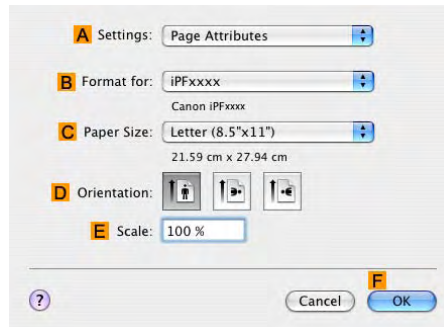 A Settings: Page Attributes
B Format for: iPFxxxx
Canon iPFxxxx
C Paper Size: Letter (8.5"x11")
21.59 cm x 27.94 cm
D Orientation:
E Scale: 100 %
F
? Cancel OK